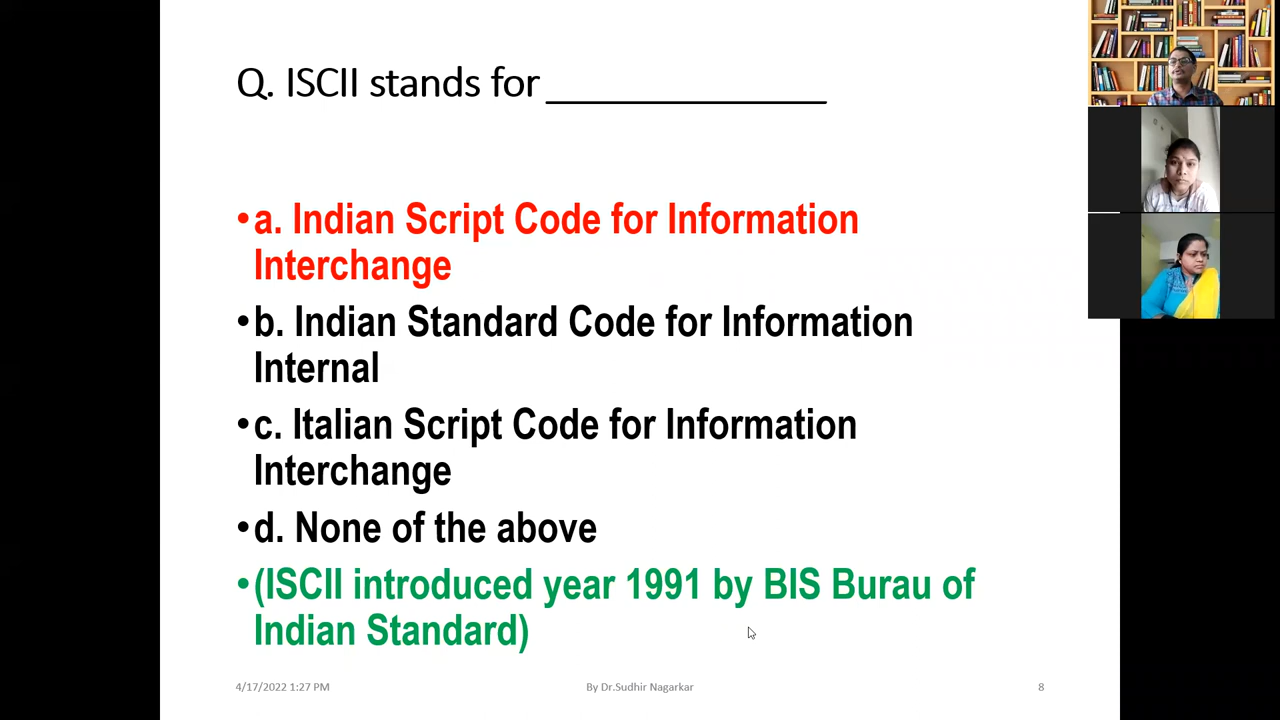 Q. ISCII stands for ______________
•a. Indian Script Code for Information
Interchange
•b. Indian Standard Code for Information
Internal
•c. Italian Script Code for Information
Interchange
•d. None of the above
•(ISCII introduced year 1991 by BIS Burau of
Indian Standard)
4/17/2022 1:27 PM
By Dr.Sudhir Nagarkar
8